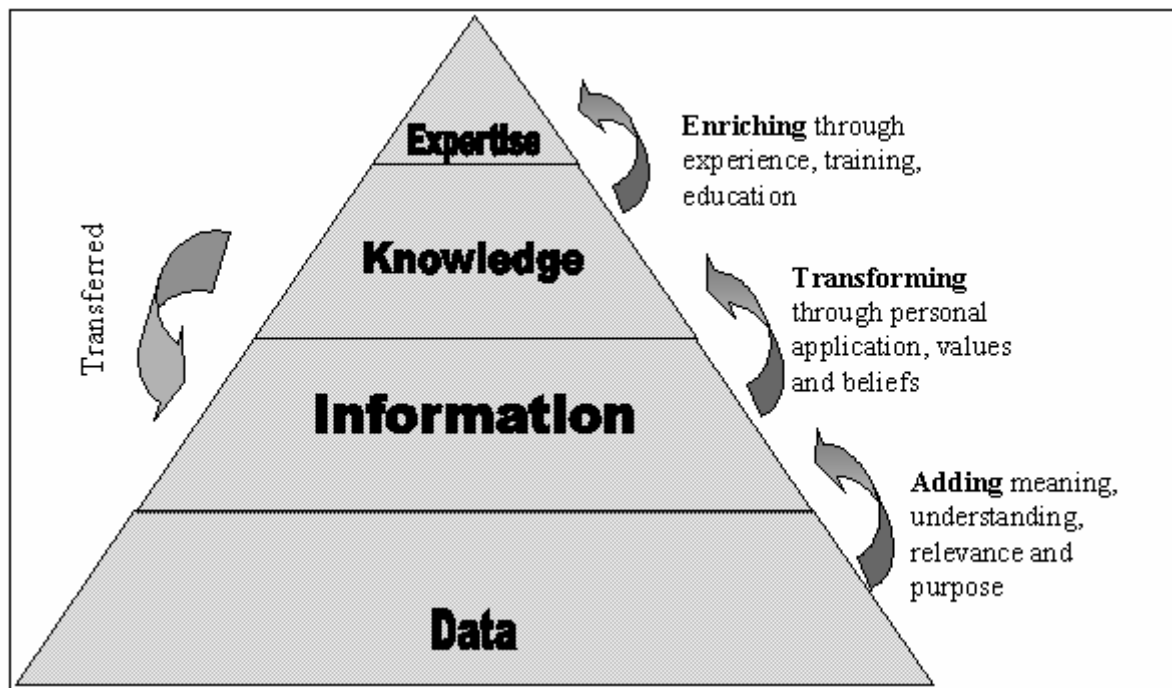 Expertise
Enriching through
experience, training,
education
Transferred
Knowledge
Transforming
through personal
application, values
and beliefs
Information
Adding meaning,
understanding,
relevance and
purpose
Data